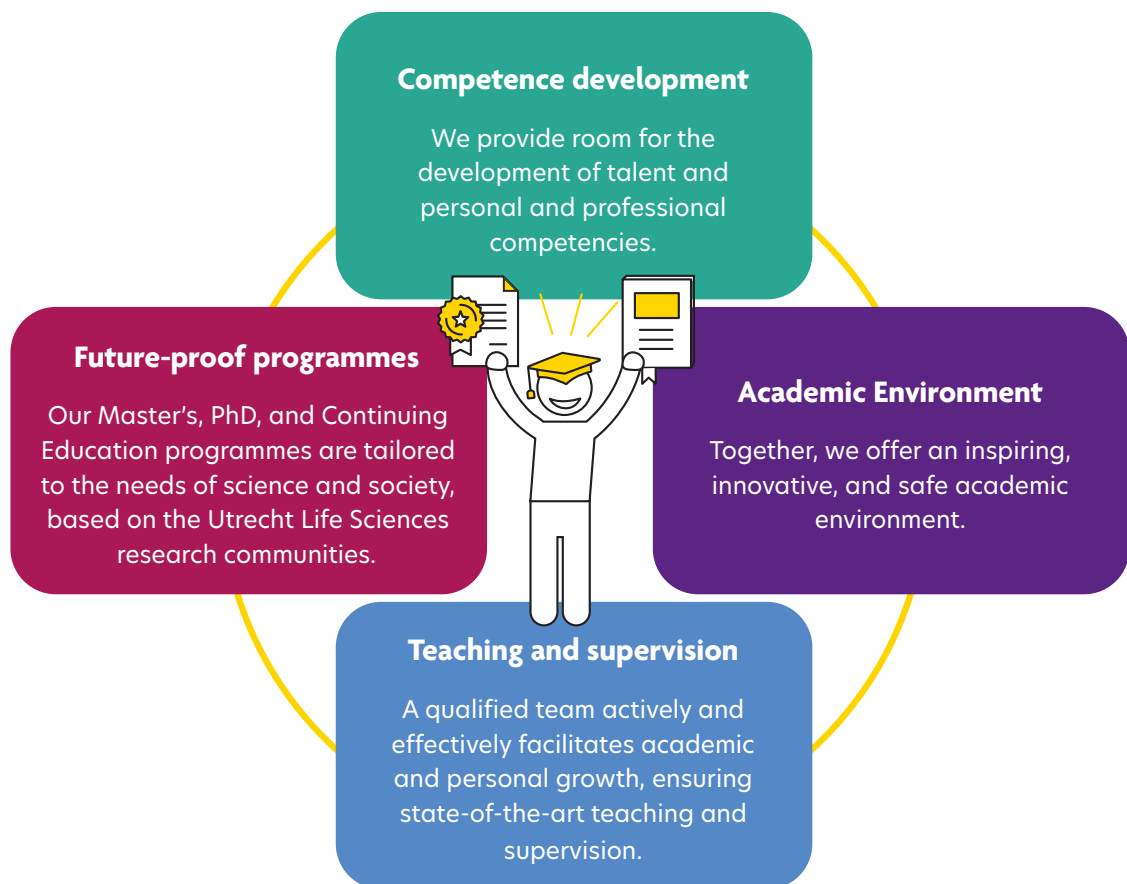 Competence development
We provide room for the
development of talent and
personal and professional
competencies.
Future-proof programmes
Our Master's, PhD, and Continuing
Education programmes are tailored
to the needs of science and society,
based on the Utrecht Life Sciences
research communities.
Academic Environment
Together, we offer an inspiring,
innovative, and safe academic
environment.
Teaching and supervision
A qualified team actively and
effectively facilitates academic
and personal growth, ensuring
state-of-the-art teaching and
supervision.